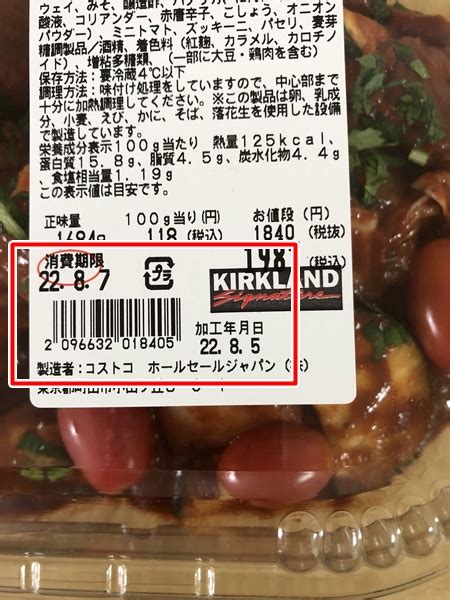 ウェイ、みそ、醸造酢、
酸液、コリアンダー、赤唐辛子、こしょう、オニオン
パウダー）、ミニトマト、ズッキーニ、パセリ、麦芽
糖調製品／酒精、着色料（紅麹、カラメル、カロチノ
イド）、増粘多糖類、（一部に大豆・鶏肉を含む）
保存方法：要冷蔵4℃以下
調理方法：味付け処理をしていますので、中心部まで
十分に加熱調理してください。※この製品は卵、乳成
分、小麦、えび、かに、そば、落花生を使用した設備
で製造しています。
栄養成分表示100g当たり 熱量125kcal、
蛋白質15.8g、脂質4.5g、炭水化物4.4g
、食塩相当量1.19g
この表示値は目安です。
正味量 100g当り(円) お値段（円）
118（税込） 1840（税抜）
198 （税込）
消費期限
22.8.7 プラ
KIRKLAND
Signature
2 096632 018405
加工年月日
22.8.5
製造者：コストコ ホールセールジャパン（株）
東京都町田市小山ヶ丘